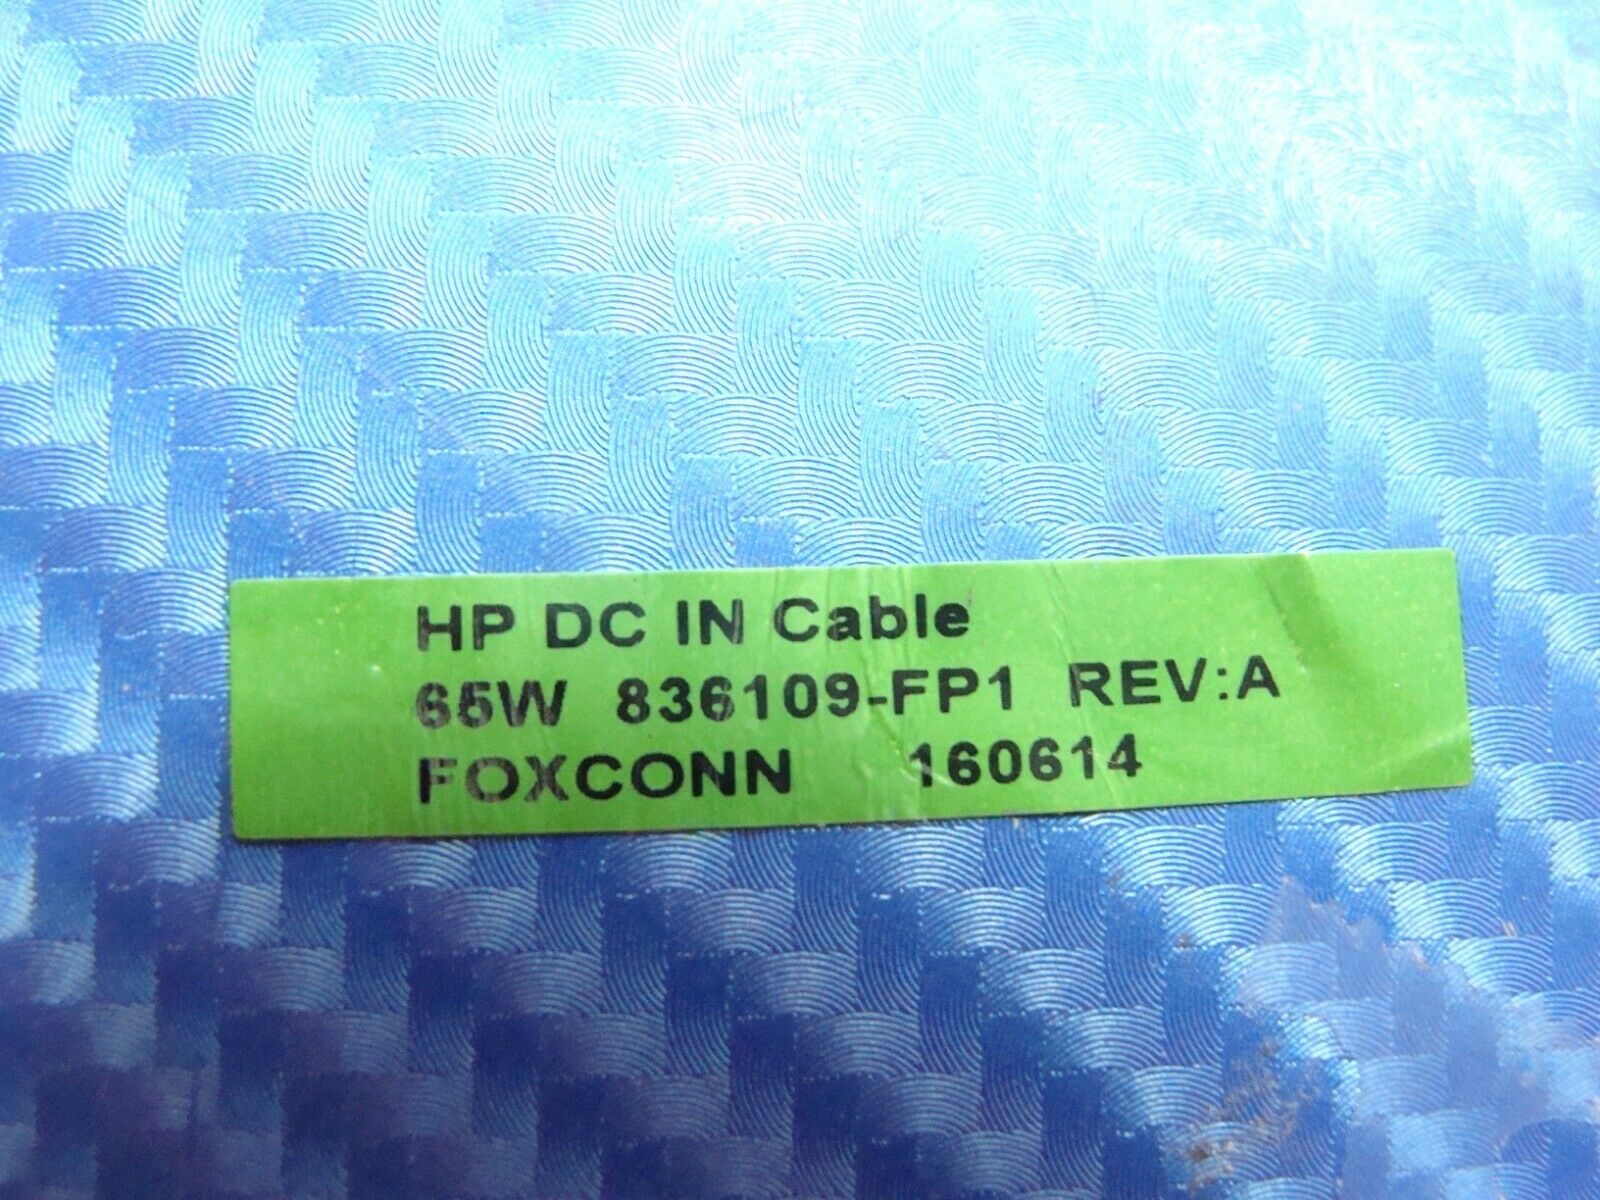 HP DC IN Cable
65W 836109-FP1 REV:A
FOXCONN 160614